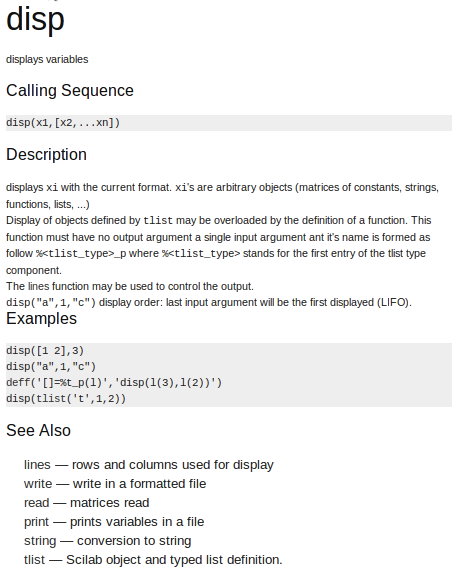 disp
displays variables
Calling Sequence
disp(x1,[x2,...xn])
Description
displays xi with the current format. xi's are arbitrary objects (matrices of constants, strings,
functions, lists, ...)
Display of objects defined by tlist may be overloaded by the definition of a function. This
function must have no output argument a single input argument ant it's name is formed as
follow %<tlist_type>_p where %<tlist_type> stands for the first entry of the tlist type
component.
The lines function may be used to control the output.
disp("a",1,"c") display order: last input argument will be the first displayed (LIFO).
Examples
disp([1 2],3)
disp("a",1,"c")
deff('[]=%t_p(l)','disp(l(3),l(2))')
disp(tlist('t',1,2))
See Also
lines — rows and columns used for display
write — write in a formatted file
read — matrices read
print — prints variables in a file
string — conversion to string
tlist — Scilab object and typed list definition.